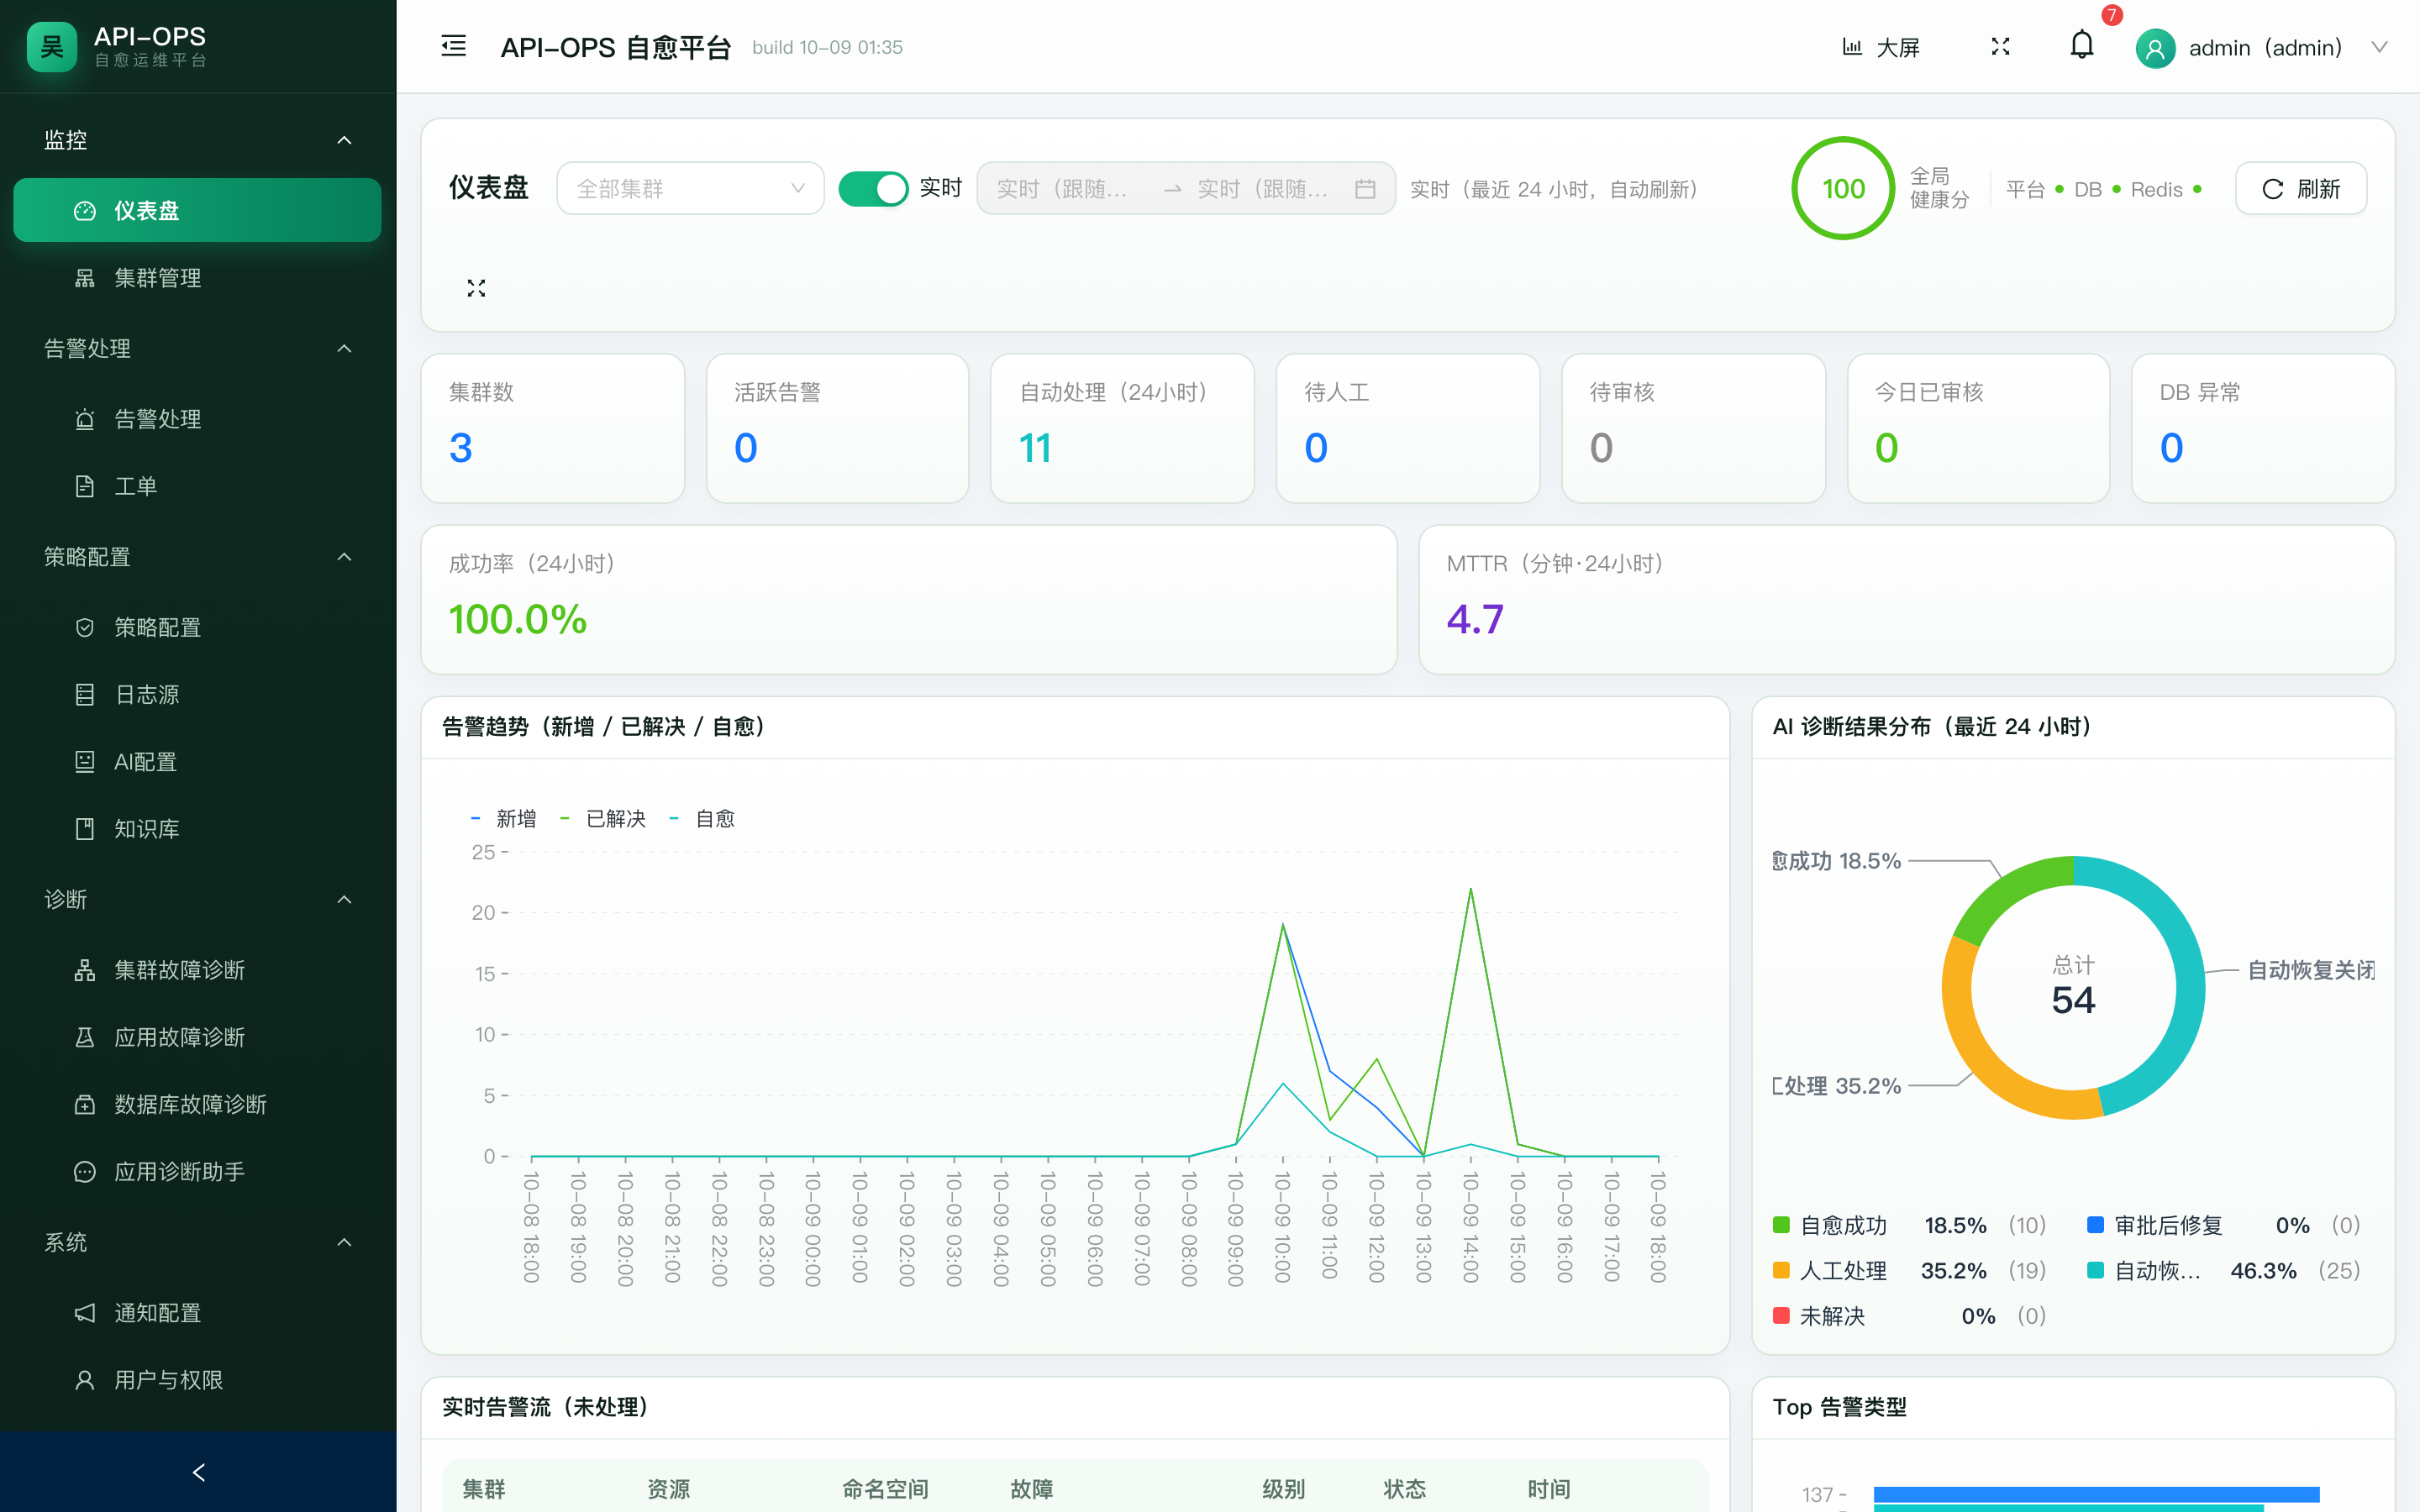 吴
API-OPS
自愈运维平台
API-OPS 自愈平台 build 10-09 01:35
大屏
7
admin（admin）
监控
仪表盘
集群管理
告警处理
告警处理
工单
策略配置
策略配置
日志源
AI配置
知识库
诊断
集群故障诊断
应用故障诊断
数据库故障诊断
应用诊断助手
系统
通知配置
用户与权限
仪表盘
全部集群
实时
实时（跟随... → 实时（跟随...
实时（最近 24 小时，自动刷新）
100
全局
健康分
平台 DB Redis
刷新
集群数
3
活跃告警
0
自动处理（24小时）
11
待人工
0
待审核
0
今日已审核
0
DB 异常
0
成功率（24小时）
100.0%
MTTR（分钟·24小时）
4.7
告警趋势（新增 / 已解决 / 自愈）
新增 已解决 自愈
25
20
15
10
5
0
10-08 18:00
10-08 19:00
10-08 20:00
10-08 21:00
10-08 22:00
10-08 23:00
10-09 00:00
10-09 01:00
10-09 02:00
10-09 03:00
10-09 04:00
10-09 05:00
10-09 06:00
10-09 07:00
10-09 08:00
10-09 09:00
10-09 10:00
10-09 11:00
10-09 12:00
10-09 13:00
10-09 14:00
10-09 15:00
10-09 16:00
10-09 17:00
10-09 18:00
AI 诊断结果分布（最近 24 小时）
愈成功 18.5%
自动恢复关闭
处理 35.2%
总计
54
自愈成功 18.5% (10)
审批后修复 0% (0)
人工处理 35.2% (19)
自动恢... 46.3% (25)
未解决 0% (0)
实时告警流（未处理）
集群 资源 命名空间 故障 级别 状态 时间
Top 告警类型
137